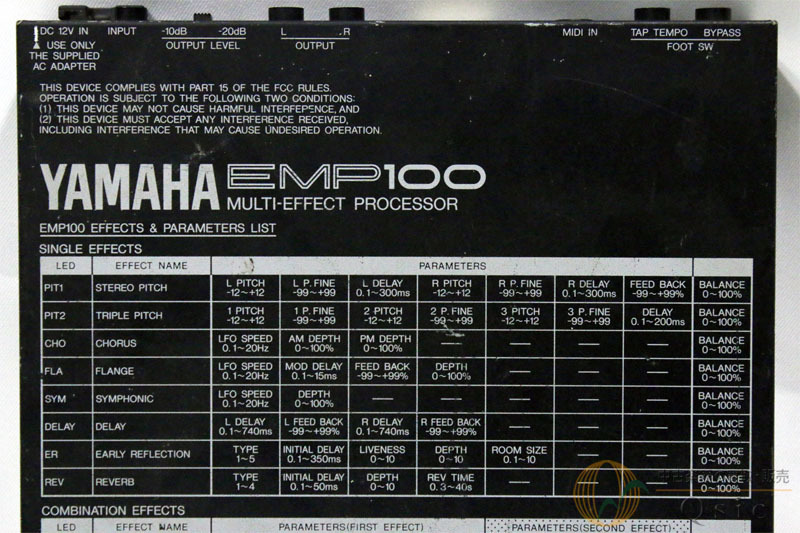 DC 12V IN INPUT -10dB -20dB L R MIDI IN TAP TEMPO BYPASS
USE ONLY OUTPUT LEVEL OUTPUT FOOT SW
THE SUPPLIED
AC ADAPTER
THIS DEVICE COMPLIES WITH PART 15 OF THE FCC RULES.
OPERATION IS SUBJECT TO THE FOLLOWING TWO CONDITIONS:
(1) THIS DEVICE MAY NOT CAUSE HARMFUL INTERFERENCE, AND
(2) THIS DEVICE MUST ACCEPT ANY INTERFERENCE RECEIVED,
INCLUDING INTERFERENCE THAT MAY CAUSE UNDESIRED OPERATION.
YAMAHA EMP100
MULTI-EFFECT PROCESSOR
EMP100 EFFECTS & PARAMETERS LIST
SINGLE EFFECTS
LED EFFECT NAME PARAMETERS
PIT1 STEREO PITCH L PITCH -12~+12 L P. FINE -99~+99 L DELAY 0.1~300ms R PITCH -12~+12 R P. FINE -99~+99 R DELAY 0.1~300ms FEED BACK -99~+99% BALANCE 0~100%
PIT2 TRIPLE PITCH 1 PITCH -12~+12 1 P. FINE -99~+99 2 PITCH -12~+12 2 P. FINE -99~+99 3 PITCH -12~+12 3 P. FINE -99~+99 DELAY 0.1~200ms BALANCE 0~100%
CHO CHORUS LFO SPEED 0.1~20Hz AM DEPTH 0~100% PM DEPTH 0~100% — — — — BALANCE 0~100%
FLA FLANGE LFO SPEED 0.1~20Hz MOD DELAY 0.1~15ms FEED BACK -99~+99% DEPTH 0~100% — — — BALANCE 0~100%
SYM SYMPHONIC LFO SPEED 0.1~20Hz DEPTH 0~100% — — — — — BALANCE 0~100%
DELAY DELAY L DELAY 0.1~740ms L FEED BACK -99~+99% R DELAY 0.1~740ms R FEED BACK -99~+99% — — — BALANCE 0~100%
ER EARLY REFLECTION TYPE 1~5 INITIAL DELAY 0.1~350ms LIVENESS 0~10 DEPTH 0~10 ROOM SIZE 0.1~10 — — BALANCE 0~100%
REV REVERB TYPE 1~4 INITIAL DELAY 0.1~50ms DEPTH 0~10 REV TIME 0.3~40s — — BALANCE 0~100%
COMBINATION EFFECTS
LED EFFECT NAME PARAMETERS(FIRST EFFECT) PARAMETERS(SECOND EFFECT)
Qsic